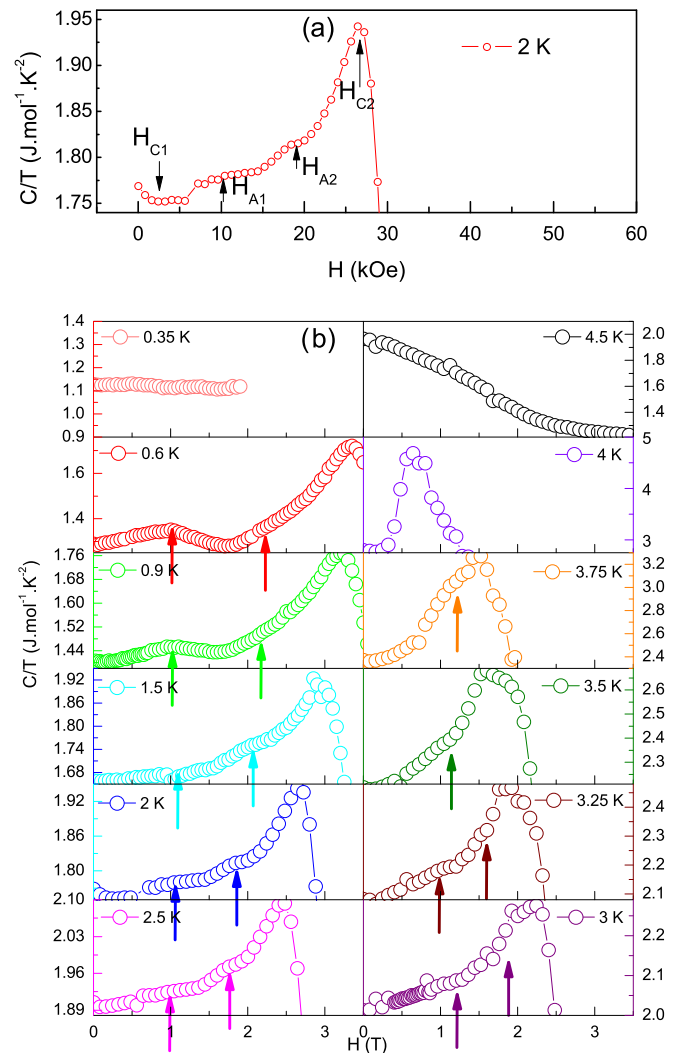 (a)
2 K
1.95
1.90
1.85
1.80
1.75
C/T (J.mol⁻¹.K⁻²)
H_C1
H_A1
H_A2
H_C2
0 10 20 30 40 50 60
H (kOe)
(b)
1.4
1.3
1.2
1.1
1.0
0.9
0.35 K
2.0
1.8
1.6
1.4
4.5 K
1.6
1.4
0.6 K
5
4
3
4 K
1.76
1.68
1.60
1.52
1.44
0.9 K
3.2
3.0
2.8
2.6
2.4
3.75 K
1.92
1.86
1.80
1.74
1.68
1.5 K
2.6
2.5
2.4
2.3
3.5 K
1.92
1.86
1.80
2 K
2.4
2.3
2.2
2.1
3.25 K
2.10
2.03
1.96
1.89
2.5 K
2.2
2.1
2.0
3 K
C/T (J.mol⁻¹.K⁻²)
0 1 2 3 0 1 2 3
H (T)